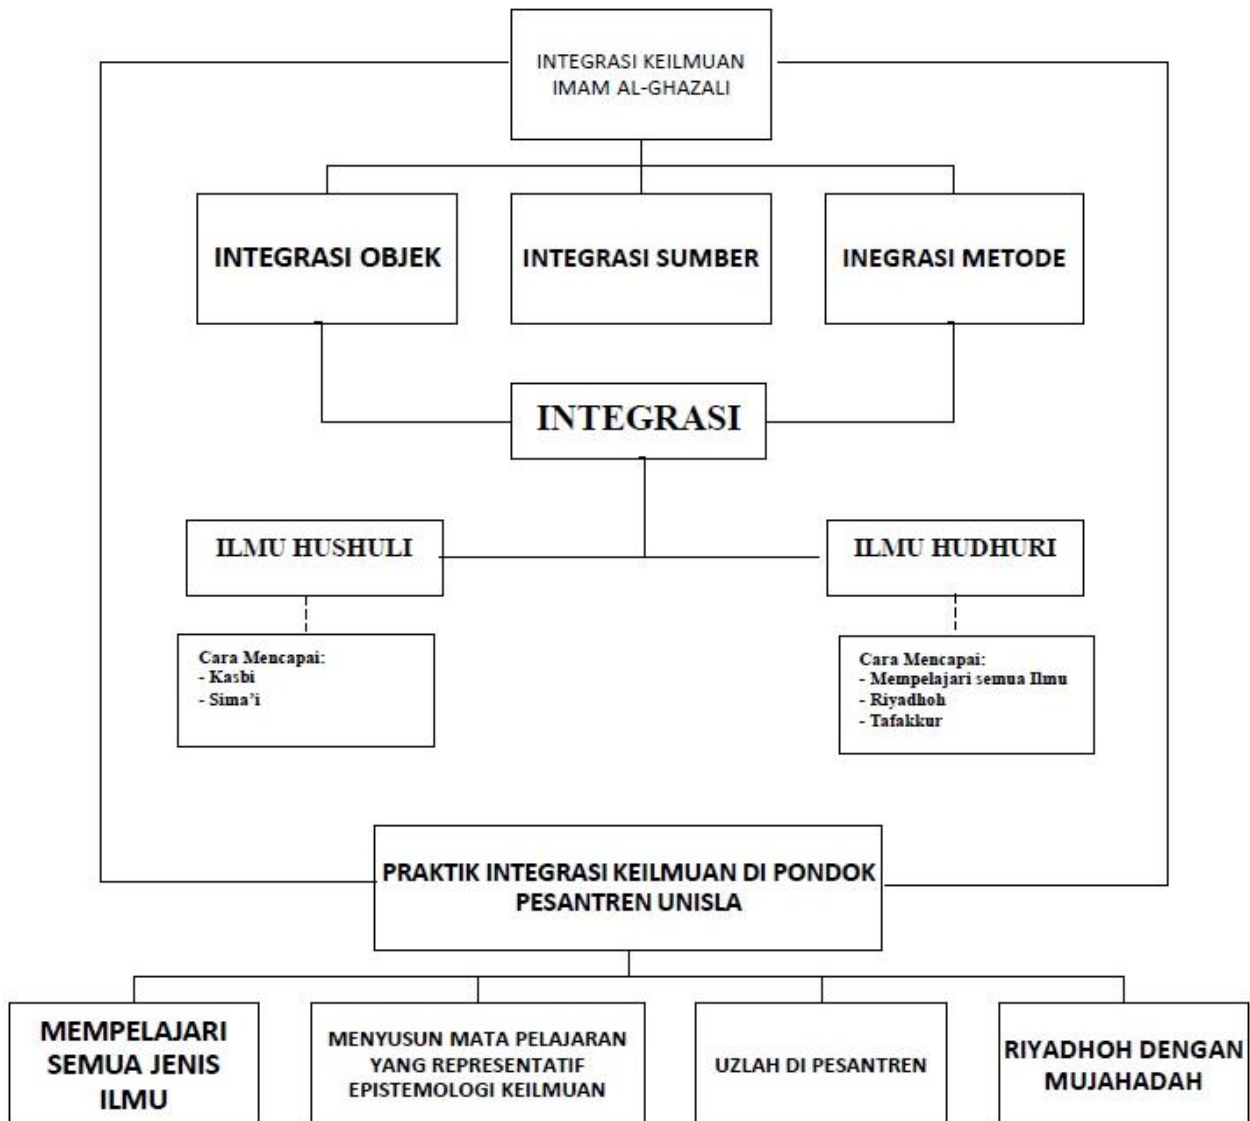 INTEGRASI KEILMUAN
IMAM AL-GHAZALI
INTEGRASI OBJEK
INTEGRASI SUMBER
INEGRASI METODE
INTEGRASI
ILMU HUSHULI
ILMU HUDHURI
Cara Mencapai:
- Kasbi
- Sima’i
Cara Mencapai:
- Mempelajari semua Ilmu
- Riyadhoh
- Tafakkur
PRAKTIK INTEGRASI KEILMUAN DI PONDOK
PESANTREN UNISLA
MEMPELAJARI
SEMUA JENIS
ILMU
MENYUSUN MATA PELAJARAN
YANG REPRESENTATIF
EPISTEMOLOGI KEILMUAN
UZLAH DI PESANTREN
RIYADHOH DENGAN
MUJAHADAH